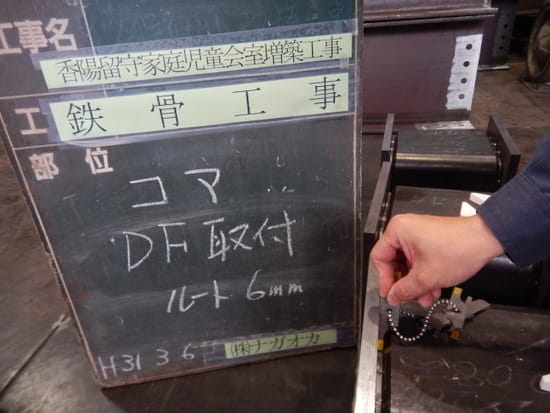 工事名
香陽留守家庭児童会室増築工事
工
鉄骨工事
部位
コマ
DF取付
ルート6mm
H31 3 6
㈱ナガオカ